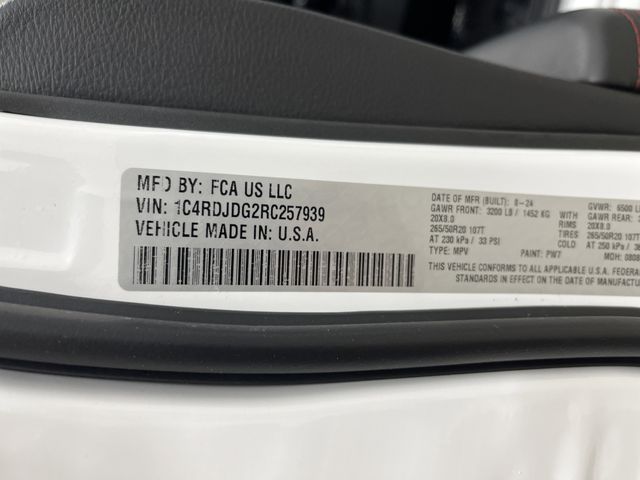 MFD BY: FCA US LLC
VIN: 1C4RDJDG2RC257939
VEHICLE MADE IN: U.S.A.
DATE OF MFR (BUILT): 8-24 GVWR: 6500
GAWR FRONT: 3200 LB / 1452 KG WITH GAWR REAR:
20X8.0 RIMS 20X8.0
265/50R20 107T TIRES 265/50R20 107T
AT 230 kPa / 33 PSI COLD AT 250 kPa /
TYPE: MPV PAINT: PW7 MDH: 0808
THIS VEHICLE CONFORMS TO ALL APPLICABLE U.S.A. FEDERAL
STANDARDS IN EFFECT ON THE DATE OF MANUFACTUR